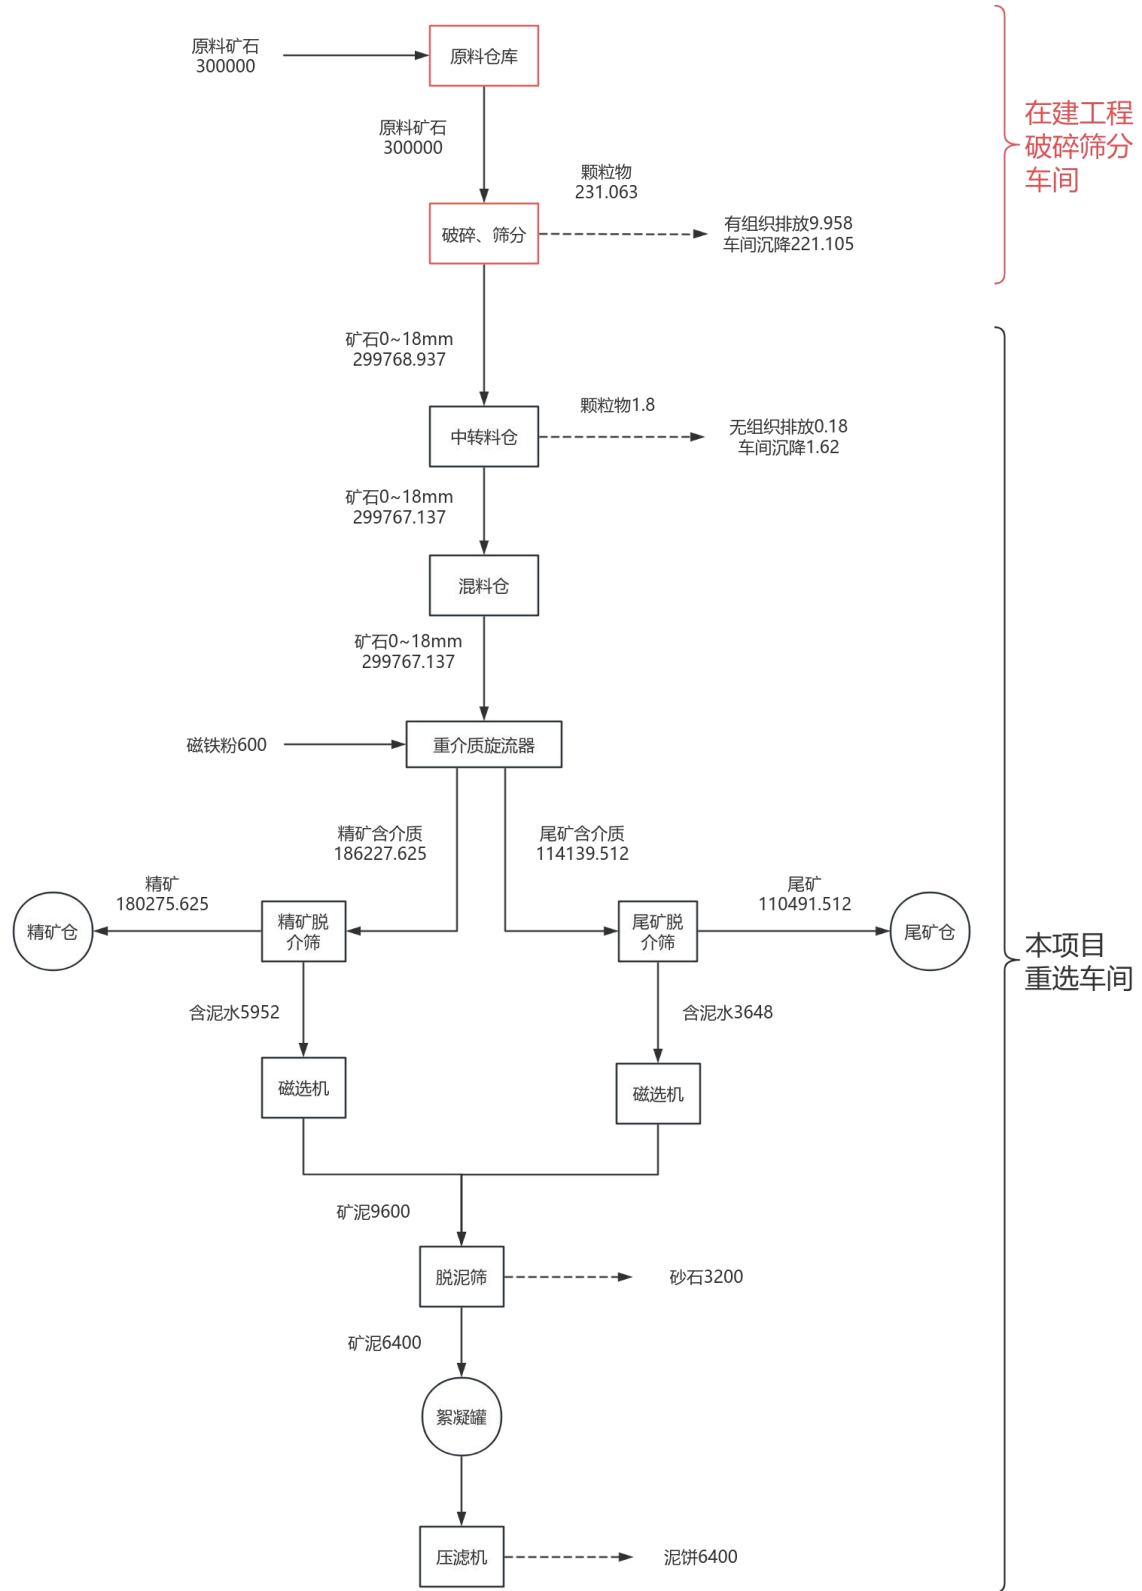 原料矿石
300000
原料仓库
原料矿石
300000
在建工程
破碎筛分
车间
颗粒物
231.063
破碎、筛分
有组织排放9.958
车间沉降221.105
矿石0~18mm
299768.937
颗粒物1.8
中转料仓
无组织排放0.18
车间沉降1.62
矿石0~18mm
299767.137
混料仓
矿石0~18mm
299767.137
磁铁粉600
重介质旋流器
精矿含介质
186227.625
尾矿含介质
114139.512
精矿
180275.625
尾矿
110491.512
精矿仓
精矿脱
介筛
尾矿脱
介筛
尾矿仓
本项目
重选车间
含泥水5952
含泥水3648
磁选机
磁选机
矿泥9600
脱泥筛
砂石3200
矿泥6400
絮凝罐
压滤机
泥饼6400